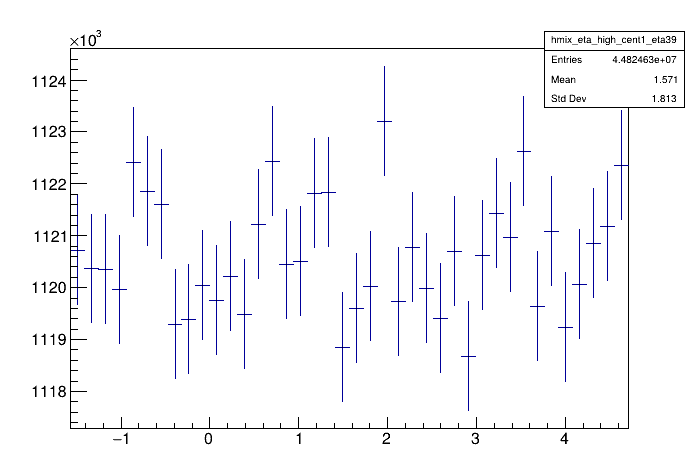 ×10³
hmix_eta_high_cent1_eta39
Entries 4.482463e+07
Mean 1.571
Std Dev 1.813
1124
1123
1122
1121
1120
1119
1118
−1 0 1 2 3 4